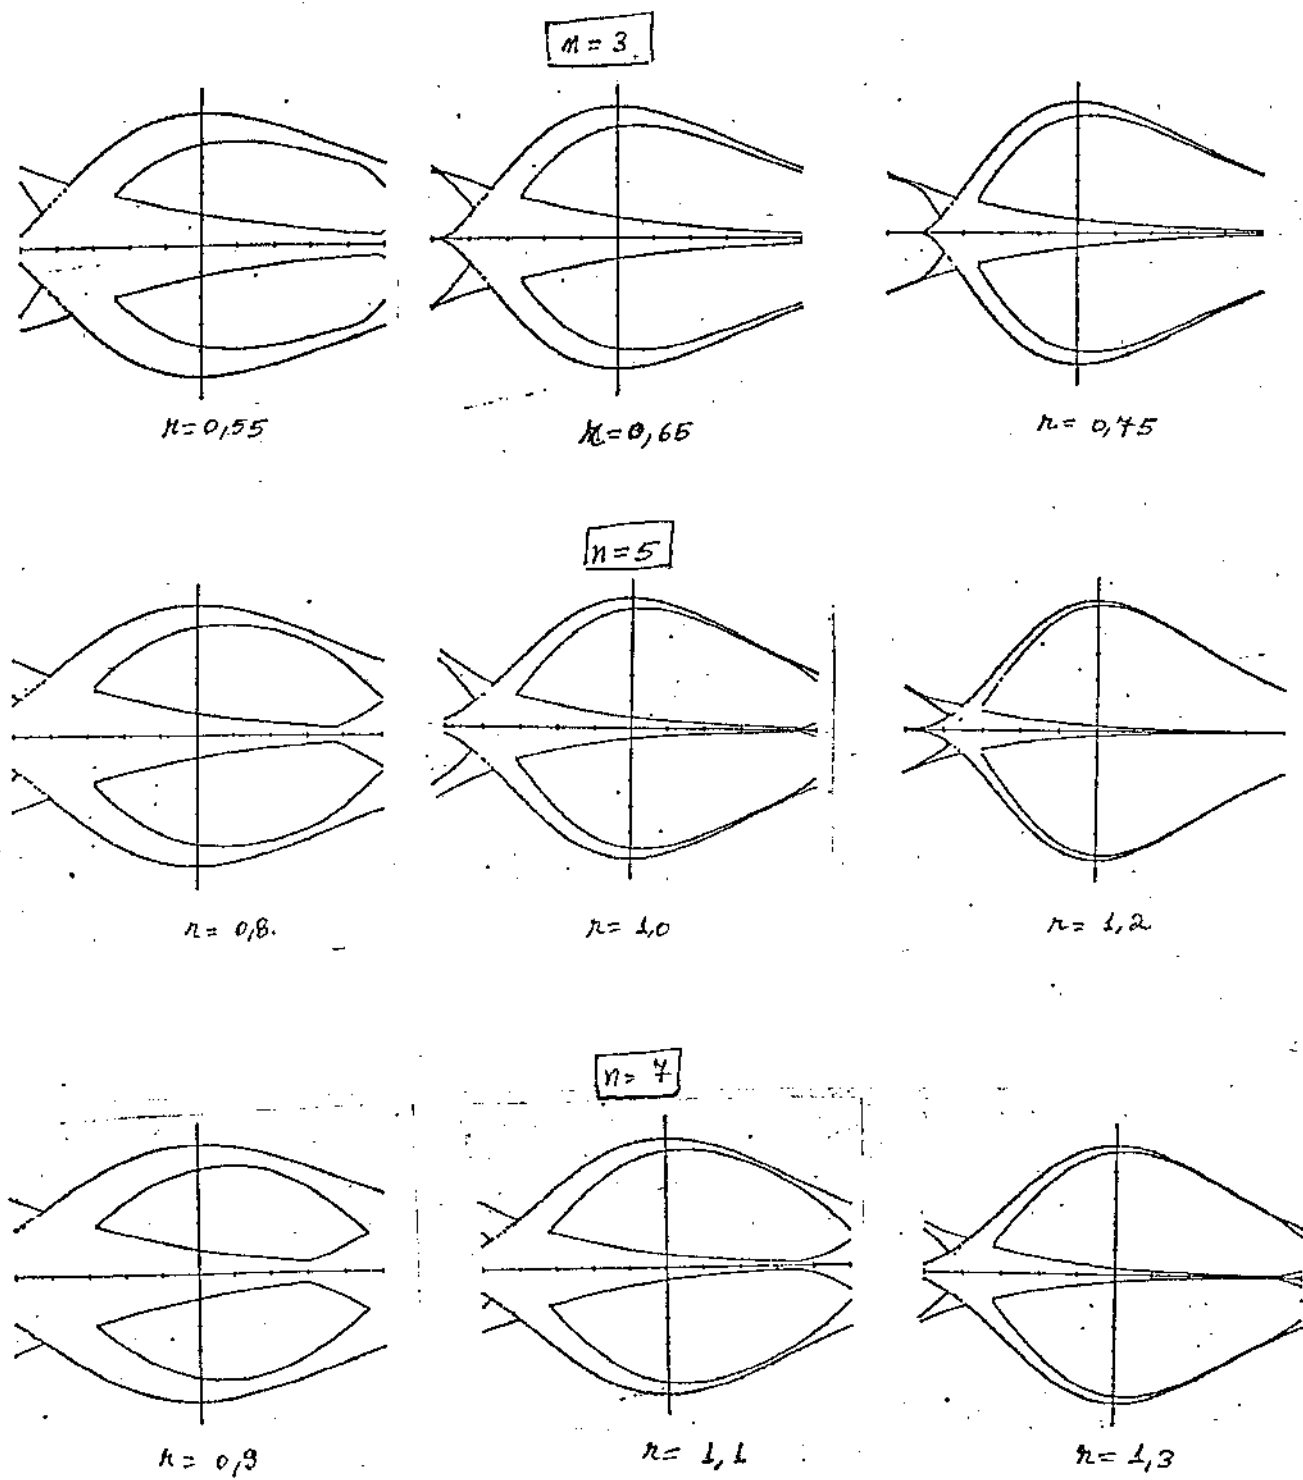 n = 3
r = 0,55
r = 0,65
r = 0,75
n = 5
r = 0,8.
r = 1,0
r = 1,2
n = 7
r = 0,9
r = 1,1
r = 1,3